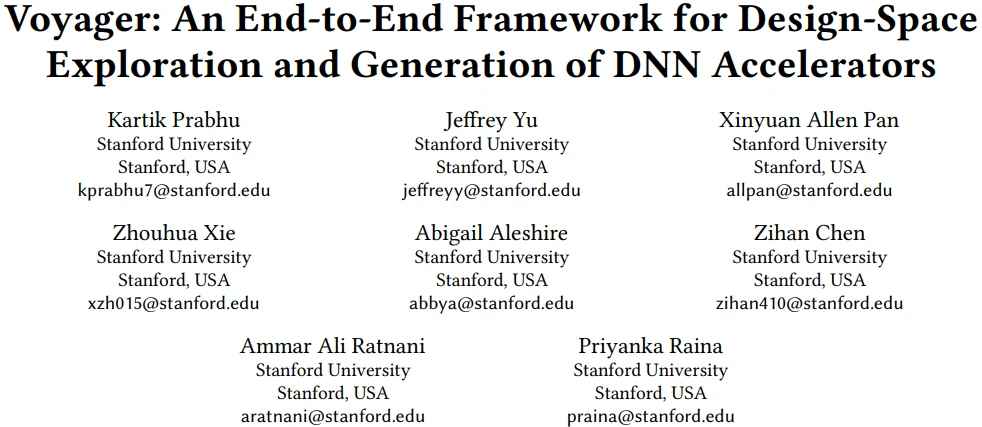 Voyager: An End-to-End Framework for Design-Space
Exploration and Generation of DNN Accelerators
Kartik Prabhu
Stanford University
Stanford, USA
kprabhu7@stanford.edu
Jeffrey Yu
Stanford University
Stanford, USA
jeffreyy@stanford.edu
Xinyuan Allen Pan
Stanford University
Stanford, USA
allpan@stanford.edu
Zhouhua Xie
Stanford University
Stanford, USA
xzh015@stanford.edu
Abigail Aleshire
Stanford University
Stanford, USA
abbya@stanford.edu
Zihan Chen
Stanford University
Stanford, USA
zihan410@stanford.edu
Ammar Ali Ratnani
Stanford University
Stanford, USA
aratnani@stanford.edu
Priyanka Raina
Stanford University
Stanford, USA
praina@stanford.edu